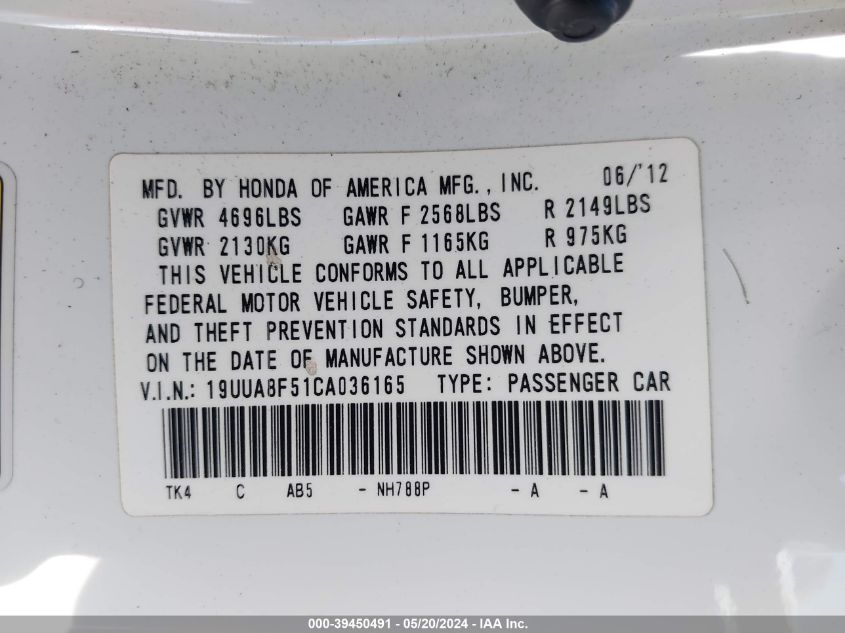 MFD. BY HONDA OF AMERICA MFG., INC. 06/'12
GVWR 4696LBS GAWR F 2568LBS R 2149LBS
GVWR 2130KG GAWR F 1165KG R 975KG
THIS VEHICLE CONFORMS TO ALL APPLICABLE
FEDERAL MOTOR VEHICLE SAFETY, BUMPER,
AND THEFT PREVENTION STANDARDS IN EFFECT
ON THE DATE OF MANUFACTURE SHOWN ABOVE.
V.I.N.: 19UUA8F51CA036165 TYPE: PASSENGER CAR
TK4 C AB5 - NH788P - A - A
000-39450491 - 05/20/2024 - IAA Inc.